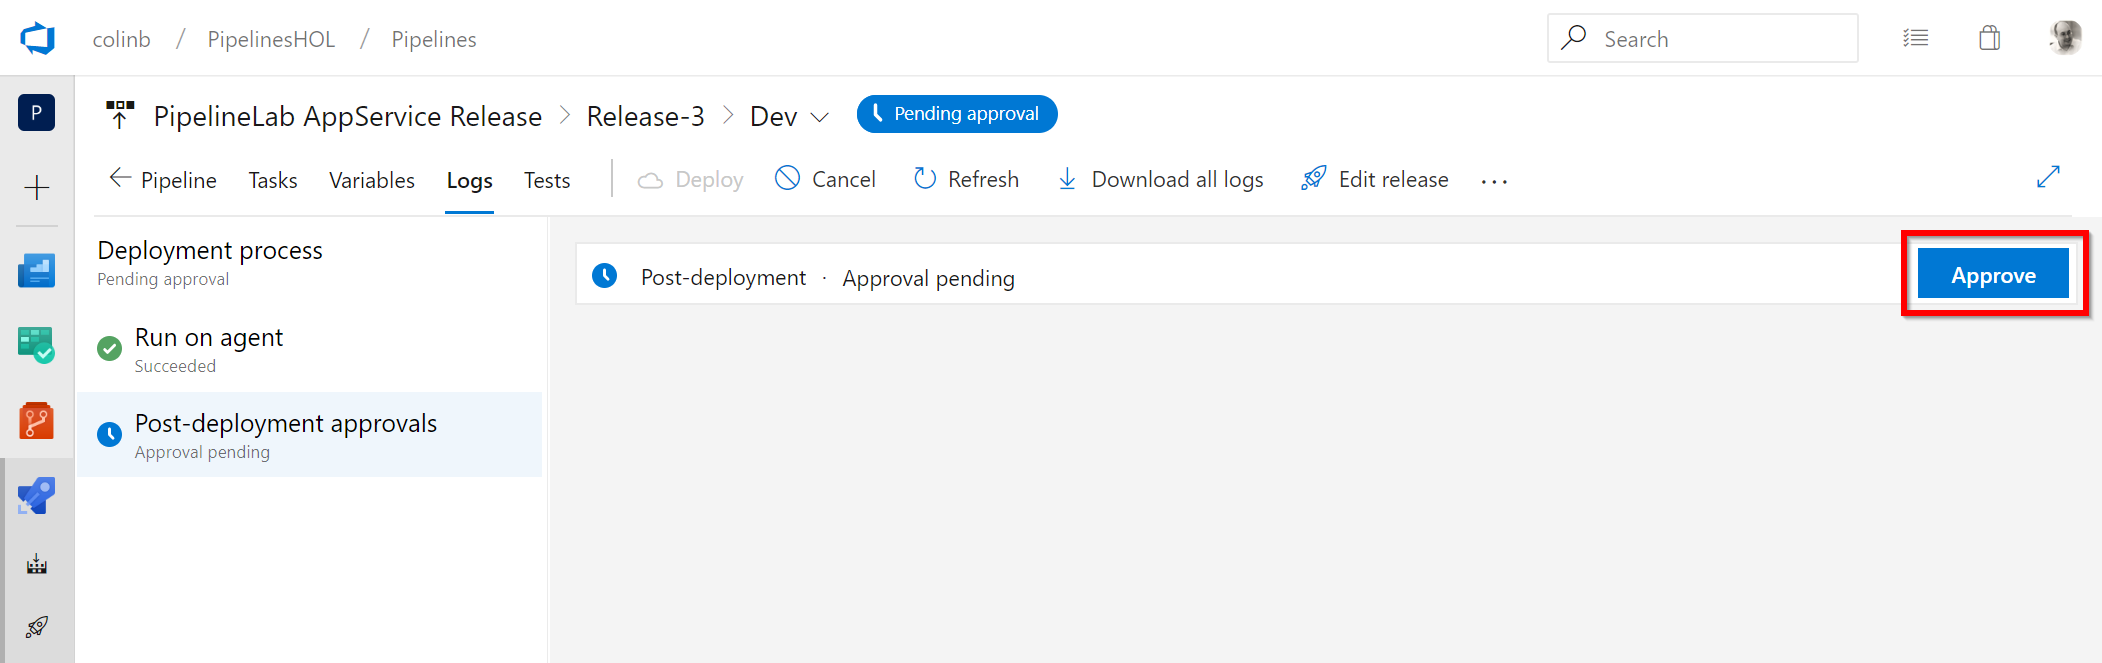 colinb / PipelinesHOL / Pipelines
Search
P
PipelineLab AppService Release > Release-3 > Dev
Pending approval
Pipeline Tasks Variables Logs Tests Deploy Cancel Refresh Download all logs Edit release ...
Deployment process
Pending approval
Run on agent
Succeeded
Post-deployment approvals
Approval pending
Post-deployment · Approval pending
Approve